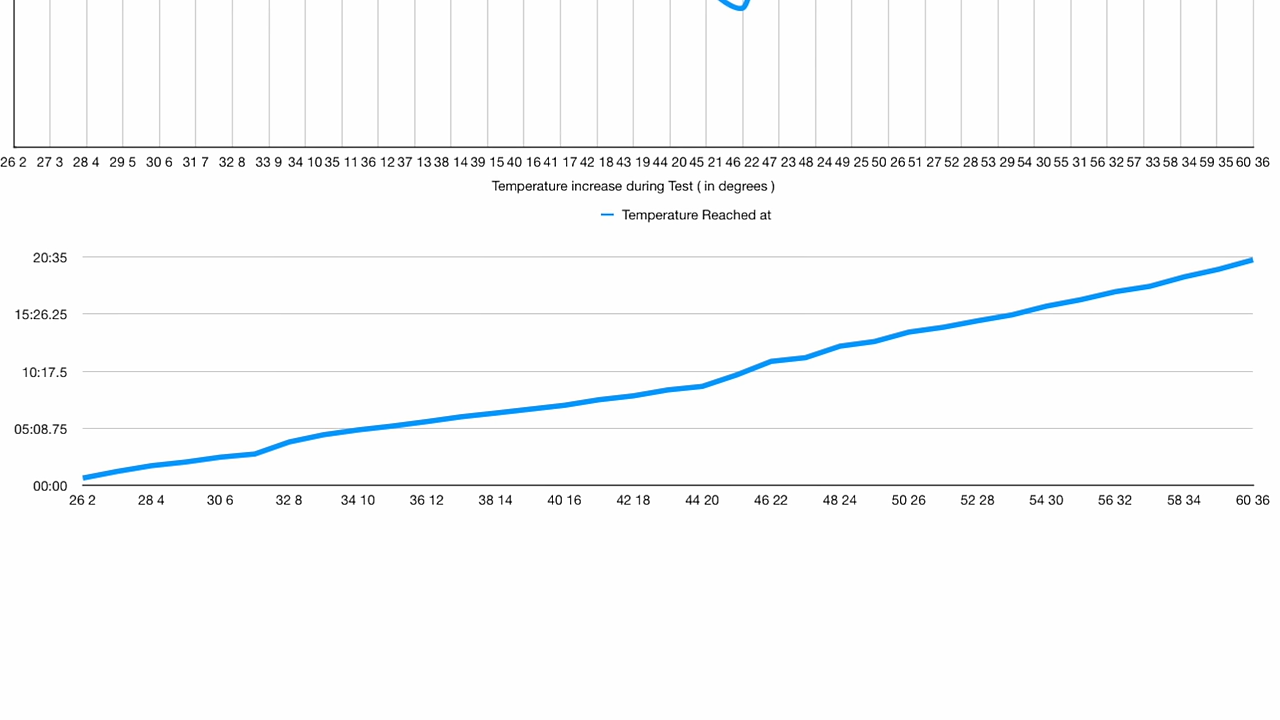 26 2 27 3 28 4 29 5 30 6 31 7 32 8 33 9 34 10 35 11 36 12 37 13 38 14 39 15 40 16 41 17 42 18 43 19 44 20 45 21 46 22 47 23 48 24 49 25 50 26 51 27 52 28 53 29 54 30 55 31 56 32 57 33 58 34 59 35 60 36
Temperature increase during Test ( in degrees )
Temperature Reached at
20:35
15:26.25
10:17.5
05:08.75
00:00
26 2 28 4 30 6 32 8 34 10 36 12 38 14 40 16 42 18 44 20 46 22 48 24 50 26 52 28 54 30 56 32 58 34 60 36